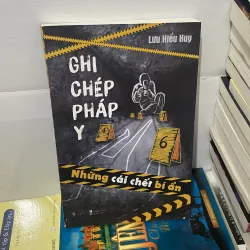 Lưu Hiểu Huy
GHI
CHÉP
PHÁP
Y
6
Những cái chết bí ẩn